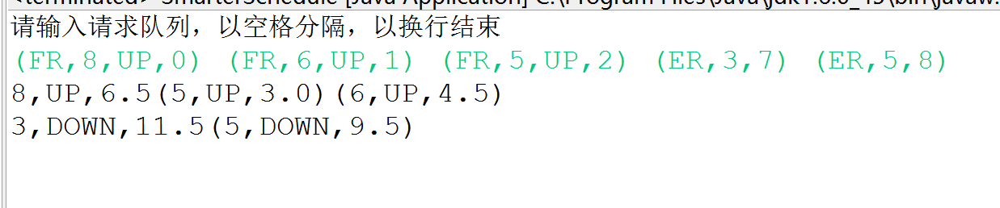 <terminated> SmarterSchedule [Java Application] C:\Program Files\Java\jdk1.6.0_45\bin\javaw.
请输入请求队列，以空格分隔，以换行结束
(FR,8,UP,0) (FR,6,UP,1) (FR,5,UP,2) (ER,3,7) (ER,5,8)
8,UP,6.5(5,UP,3.0)(6,UP,4.5)
3,DOWN,11.5(5,DOWN,9.5)